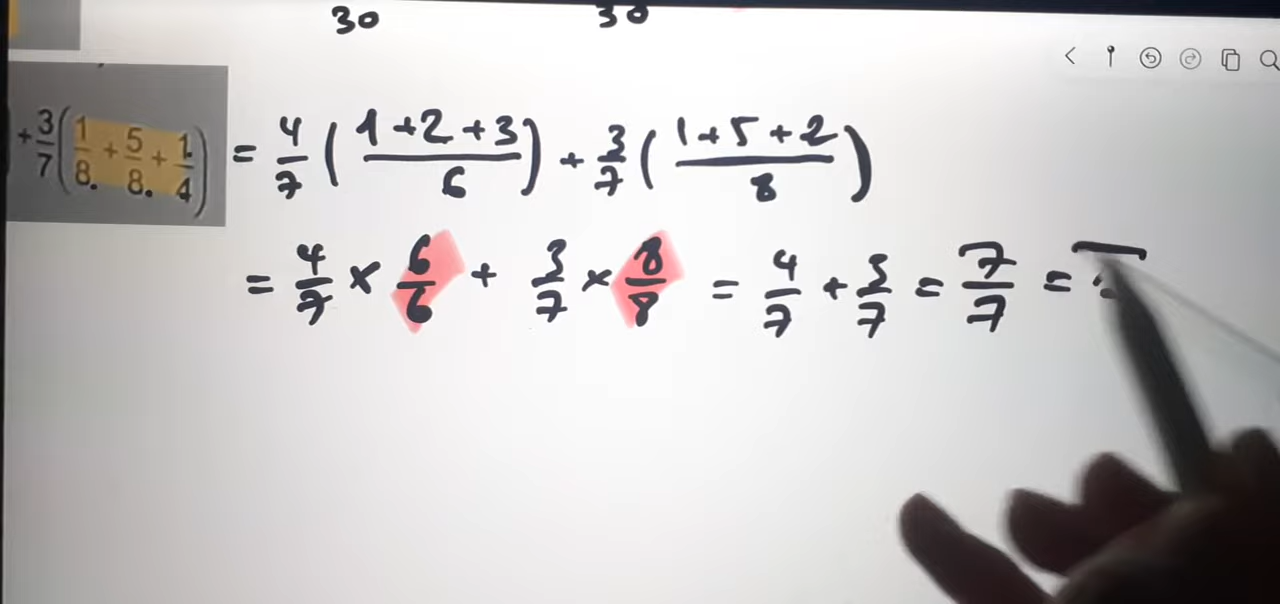 30 30
+3/7(1/8. + 5/8. + 1/4) = 4/7 ( (1+2+3)/6 ) + 3/7 ( (1+5+2)/8 )
= 4/7 × 6/6 + 3/7 × 8/8 = 4/7 + 3/7 = 7/7 =